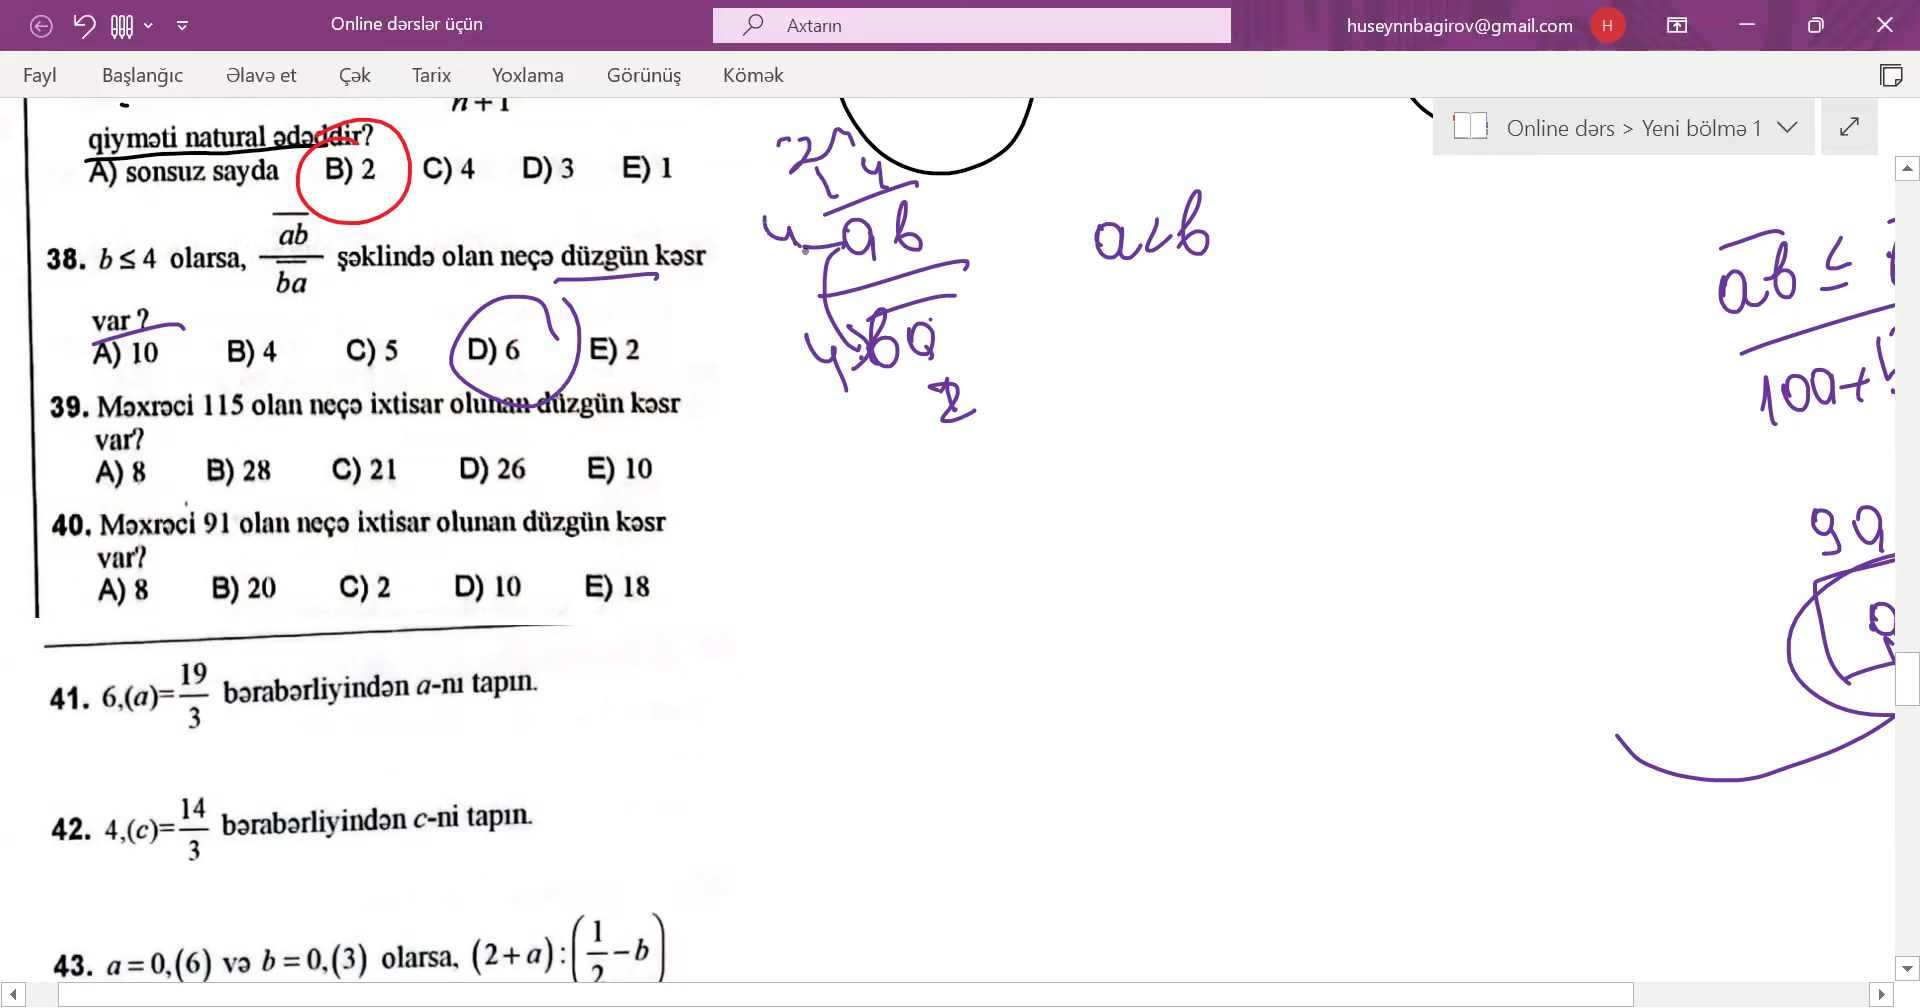 Online dərslər üçün
Axtarın
huseynnbagirov@gmail.com
H
Fayl Başlanğıc Əlavə et Çək Tarix Yoxlama Görünüş Kömək
Online dərs > Yeni bölmə 1
n+1
qiyməti natural ədəddir?
A) sonsuz sayda B) 2 C) 4 D) 3 E) 1
38. b ≤ 4 olarsa, ab/ba şəklində olan neçə düzgün kəsr
var ?
A) 10 B) 4 C) 5 D) 6 E) 2
39. Məxrəci 115 olan neçə ixtisar olunan düzgün kəsr
var?
A) 8 B) 28 C) 21 D) 26 E) 10
40. Məxrəci 91 olan neçə ixtisar olunan düzgün kəsr
var?
A) 8 B) 20 C) 2 D) 10 E) 18
41. 6,(a)=19/3 bərabərliyindən a-nı tapın.
42. 4,(c)=14/3 bərabərliyindən c-ni tapın.
43. a=0,(6) və b=0,(3) olarsa, (2+a):(1/2−b)
4
ab
ba
a<b
ab ≤
100+
9a